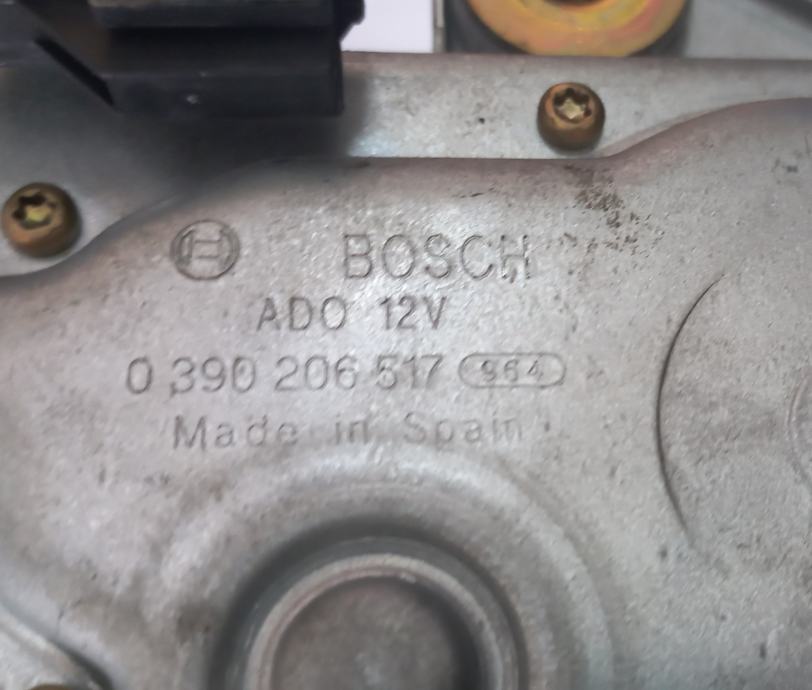 BOSCH
ADO 12V
0 390 206 517 964
Made in Spain